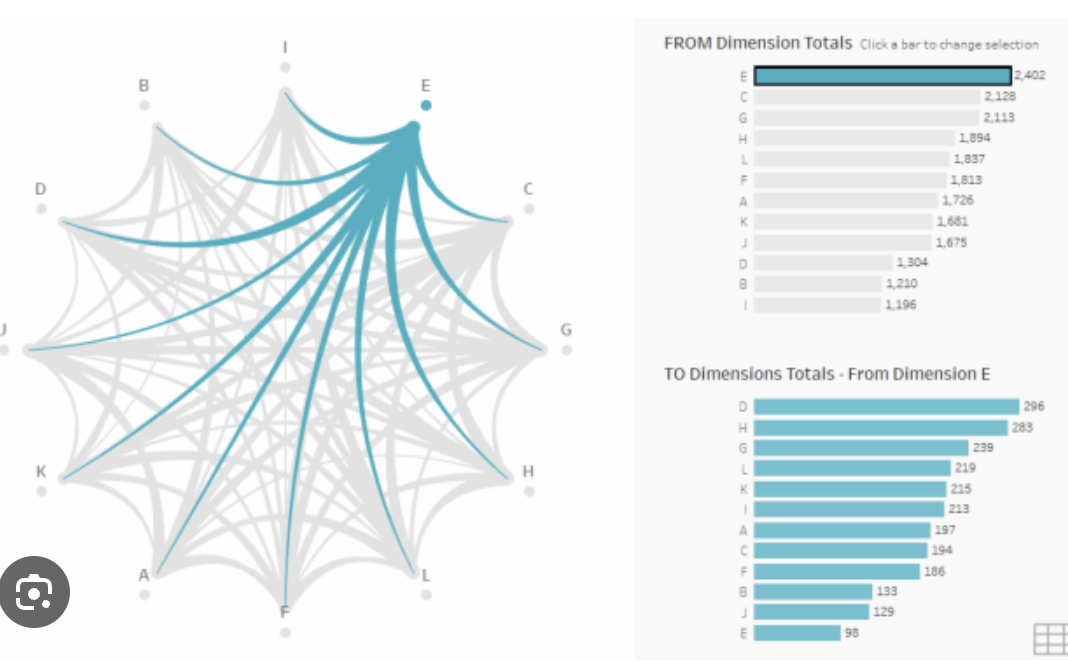 I
E
B
D
C
J
G
K
H
A
L
F
FROM Dimension Totals Click a bar to change selection
E 2,402
C 2,128
G 2,113
H 1,894
L 1,837
F 1,813
A 1,726
K 1,681
J 1,675
D 1,304
B 1,210
I 1,196
TO Dimensions Totals - From Dimension E
D 296
H 283
G 239
L 219
K 215
I 213
A 197
C 194
F 186
B 133
J 129
E 98